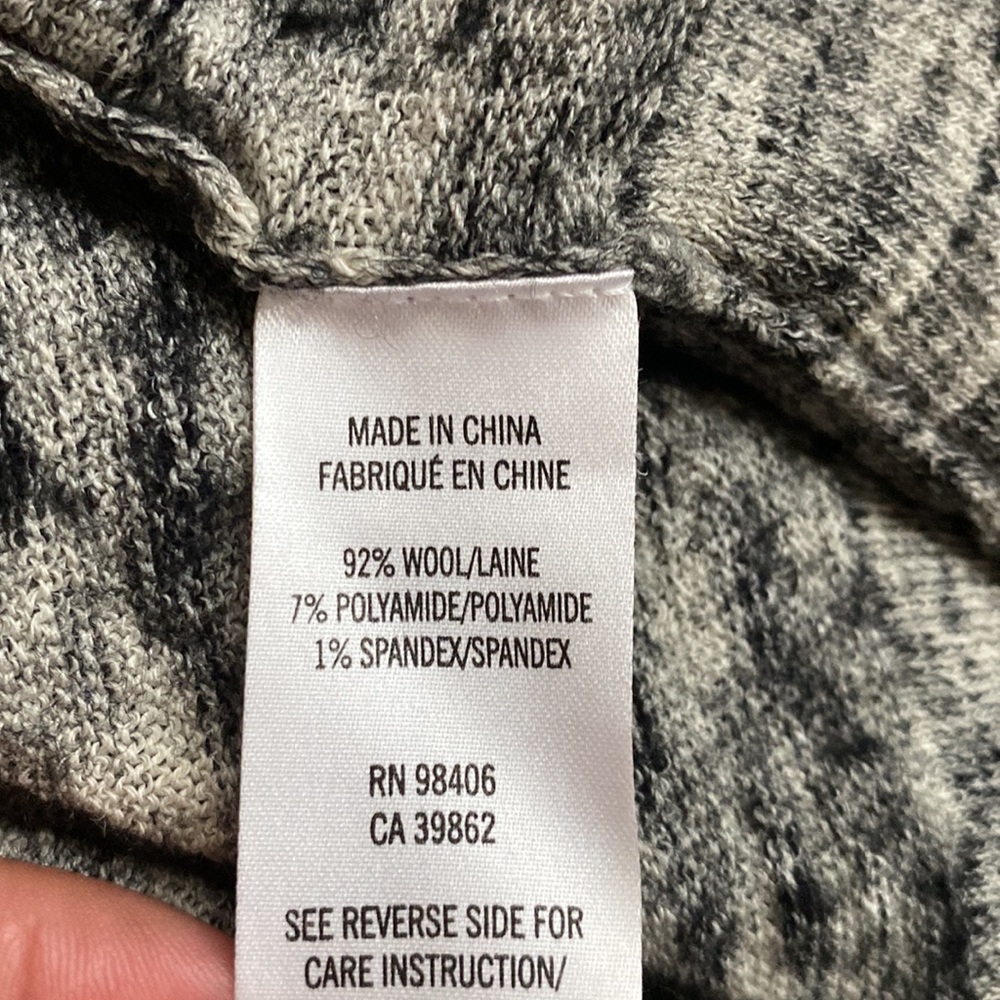 MADE IN CHINA
FABRIQUÉ EN CHINE
92% WOOL/LAINE
7% POLYAMIDE/POLYAMIDE
1% SPANDEX/SPANDEX
RN 98406
CA 39862
SEE REVERSE SIDE FOR
CARE INSTRUCTION/